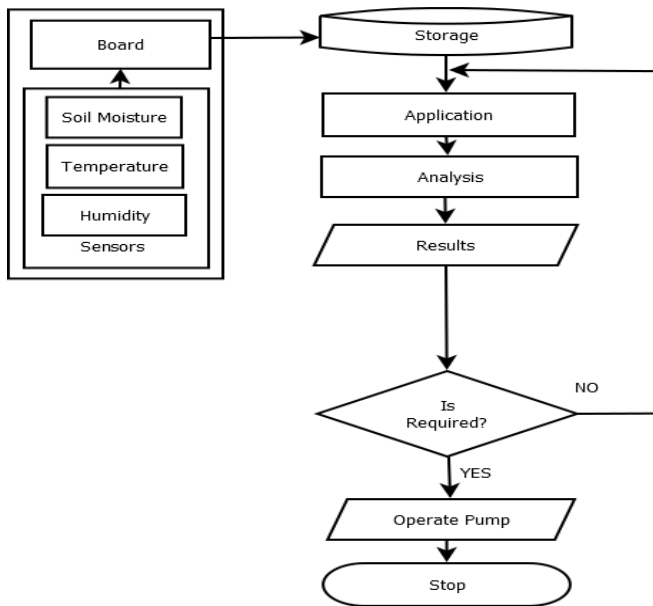 Board
Soil Moisture
Temperature
Humidity
Sensors
Storage
Application
Analysis
Results
Is
Required?
NO
YES
Operate Pump
Stop